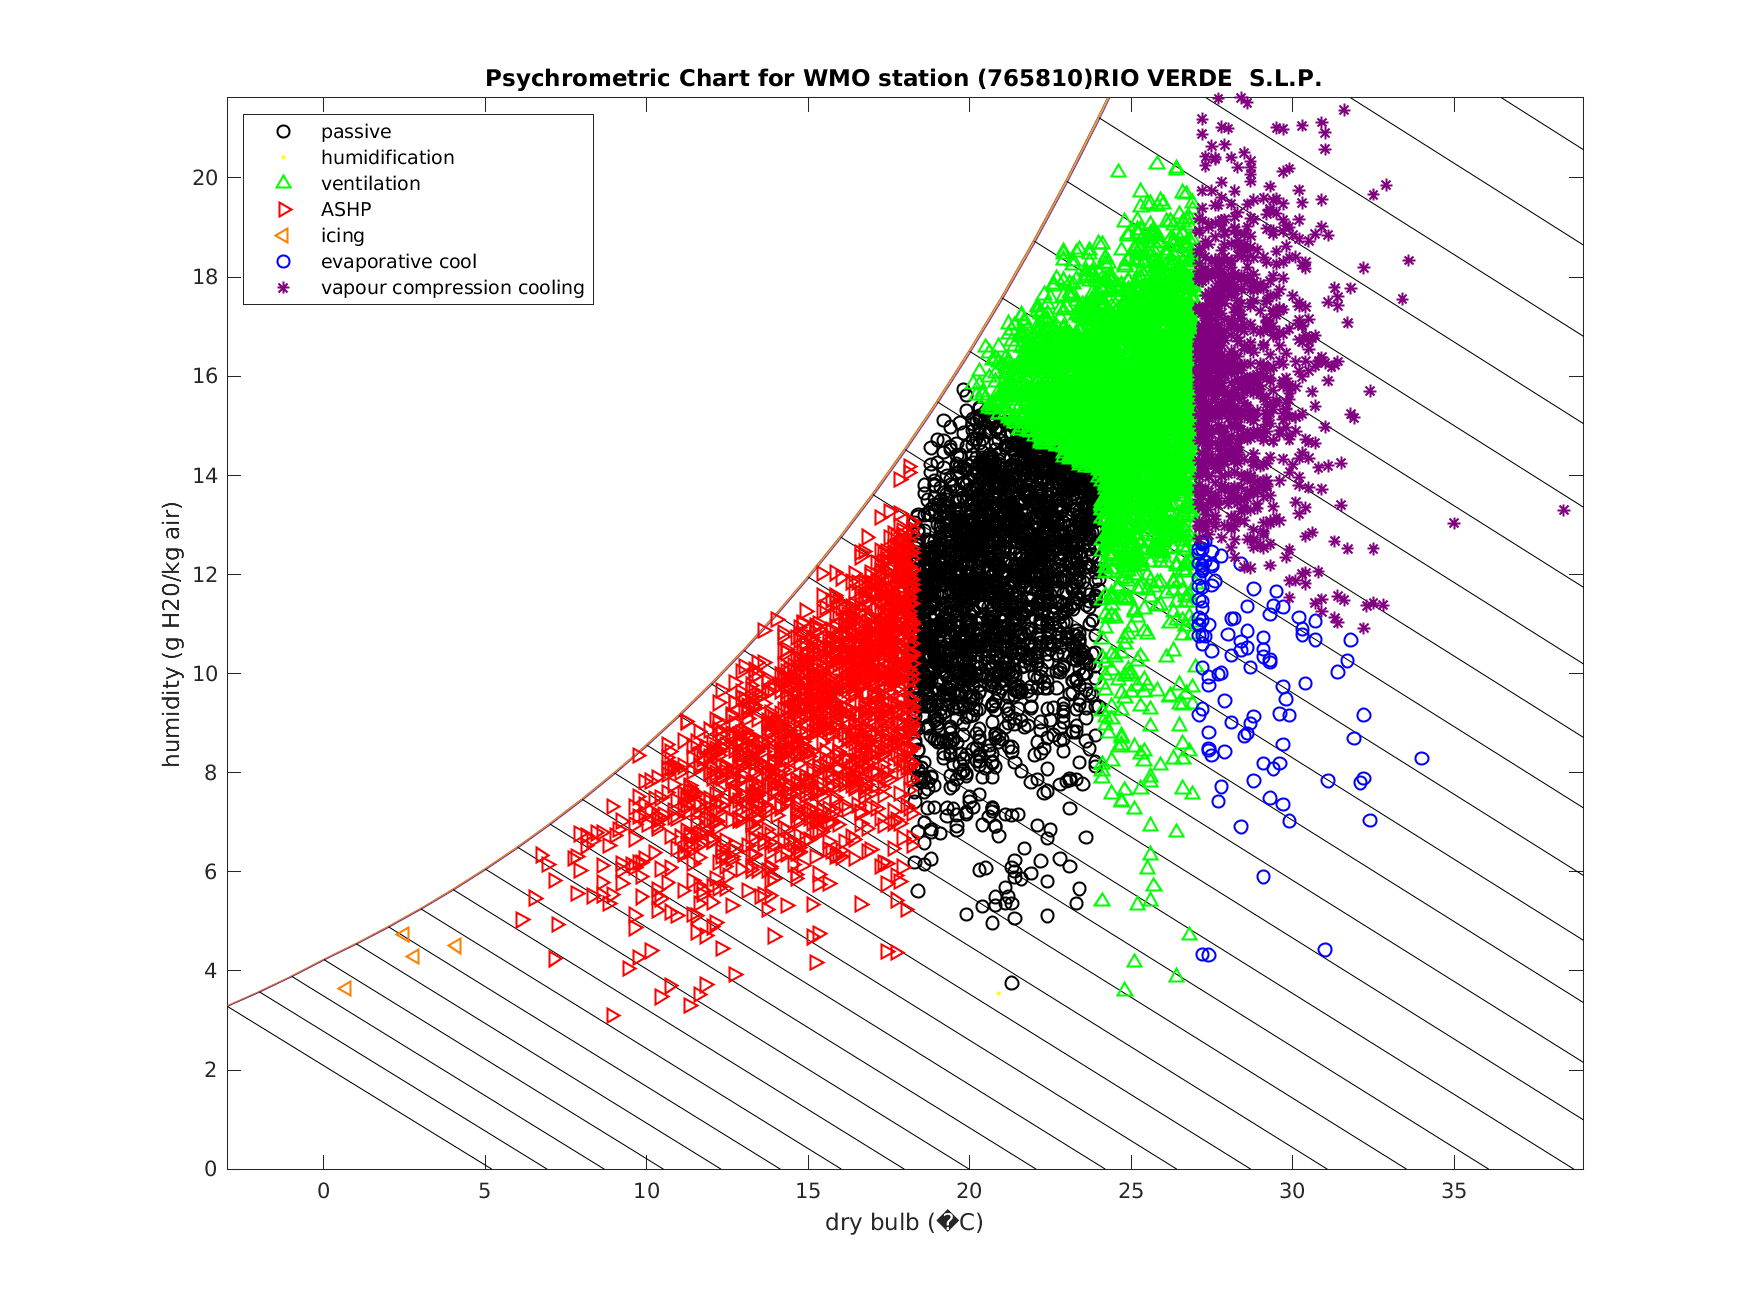 Psychrometric Chart for WMO station (765810)RIO VERDE  S.L.P.
passive
humidification
ventilation
ASHP
icing
evaporative cool
vapour compression cooling
humidity (g H20/kg air)
20
18
16
14
12
10
8
6
4
2
0
0 5 10 15 20 25 30 35
dry bulb (�C)